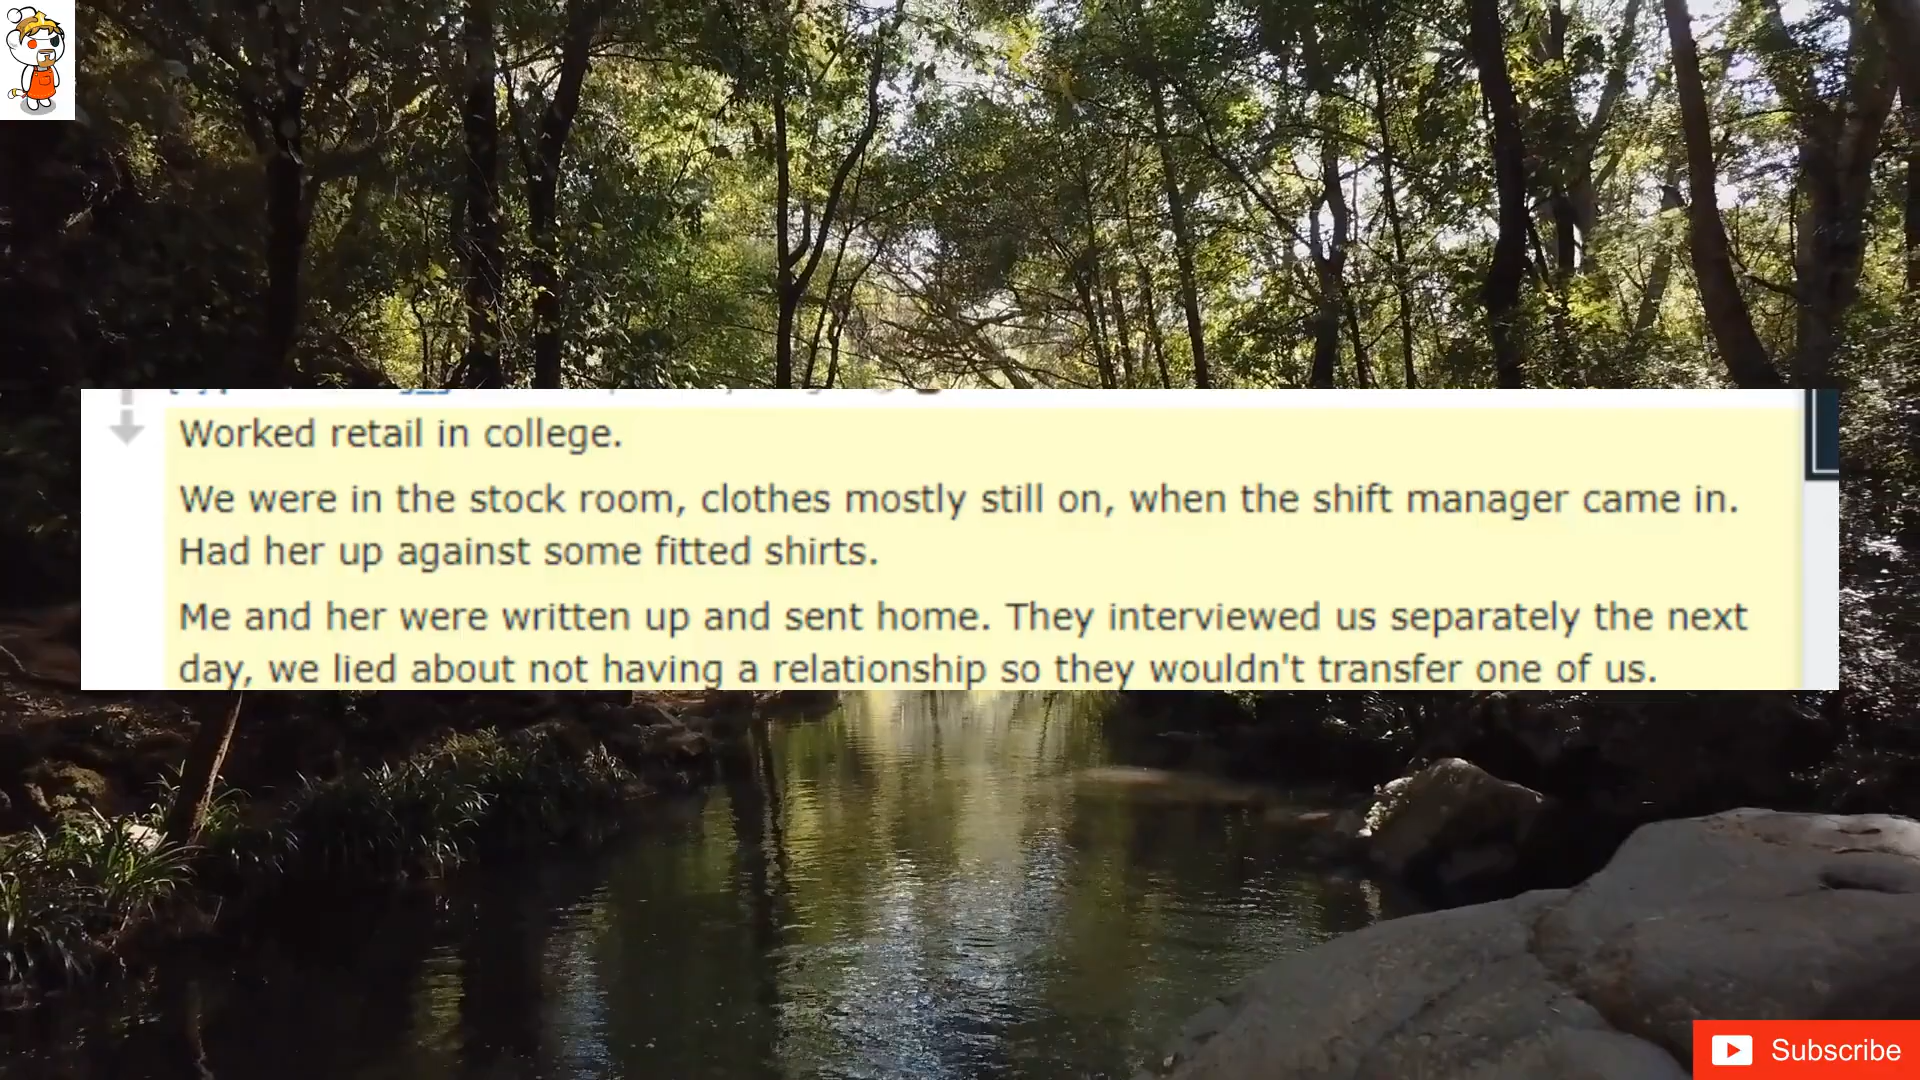 Worked retail in college.
We were in the stock room, clothes mostly still on, when the shift manager came in.
Had her up against some fitted shirts.
Me and her were written up and sent home. They interviewed us separately the next
day, we lied about not having a relationship so they wouldn't transfer one of us.
Subscribe